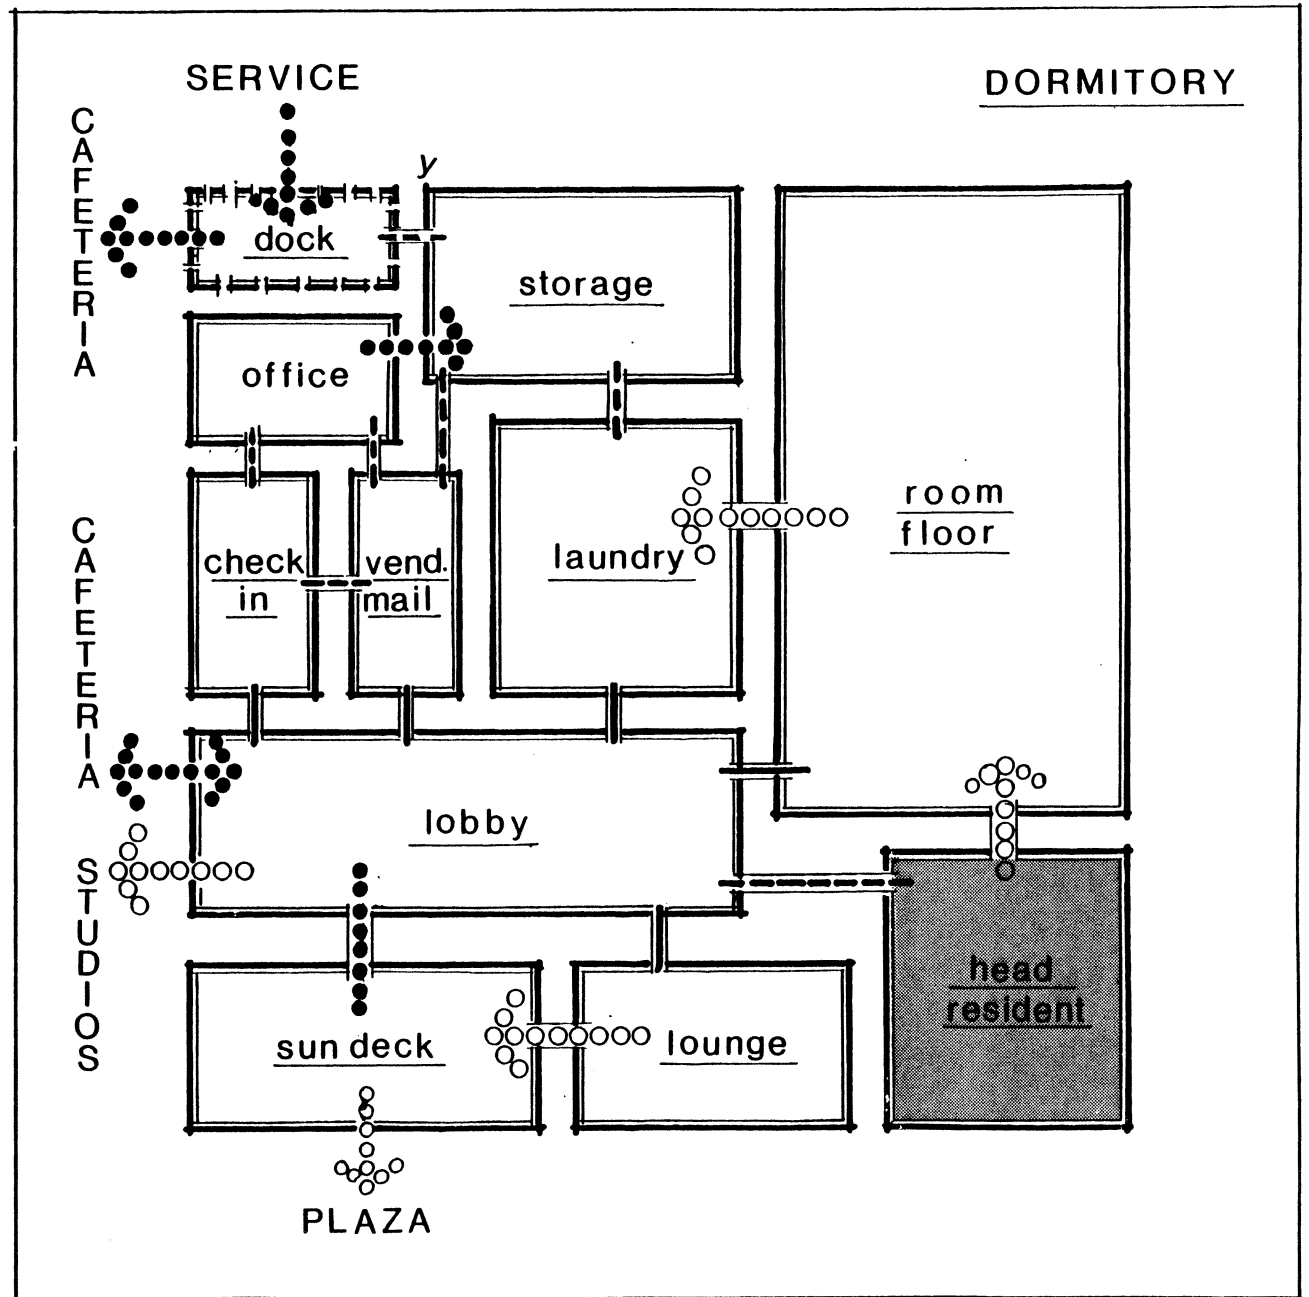 SERVICE
DORMITORY
CAFETERIA
y
dock
storage
office
room
floor
CAFETERIA
check
in
vend.
mail
laundry
lobby
STUDIOS
head
resident
sun deck
lounge
PLAZA